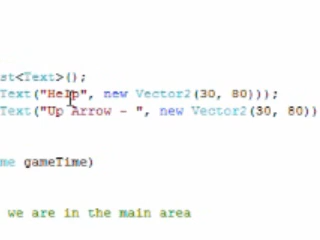 st<Text>();
Text("Help", new Vector2(30, 80)));
Text("Up Arrow - ", new Vector2(30, 80))
me gameTime)
we are in the main area